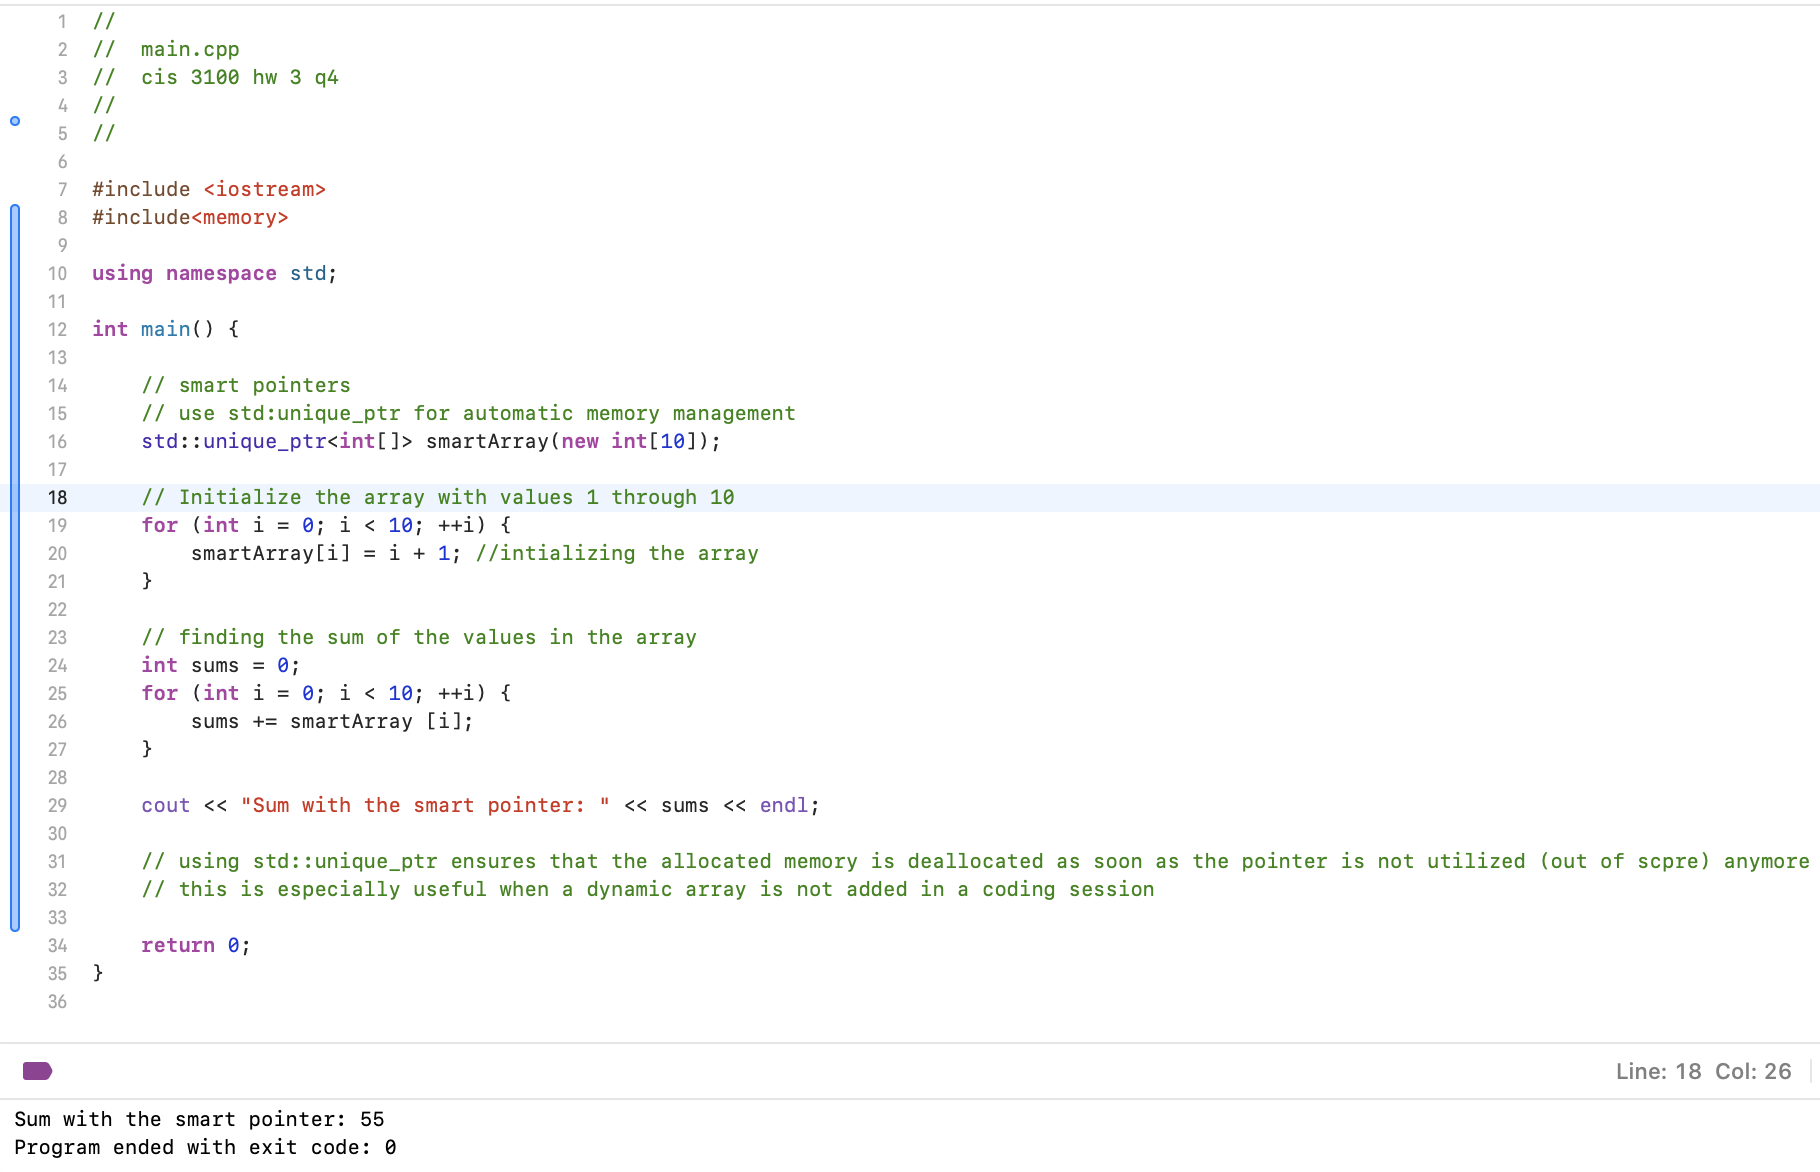 1 //
2 //  main.cpp
3 //  cis 3100 hw 3 q4
4 //
5 //
6
7 #include <iostream>
8 #include<memory>
9
10 using namespace std;
11
12 int main() {
13
14     // smart pointers
15     // use std:unique_ptr for automatic memory management
16     std::unique_ptr<int[]> smartArray(new int[10]);
17
18     // Initialize the array with values 1 through 10
19     for (int i = 0; i < 10; ++i) {
20         smartArray[i] = i + 1; //intializing the array
21     }
22
23     // finding the sum of the values in the array
24     int sums = 0;
25     for (int i = 0; i < 10; ++i) {
26         sums += smartArray [i];
27     }
28
29     cout << "Sum with the smart pointer: " << sums << endl;
30
31     // using std::unique_ptr ensures that the allocated memory is deallocated as soon as the pointer is not utilized (out of scpre) anymore
32     // this is especially useful when a dynamic array is not added in a coding session
33
34     return 0;
35 }
36
Line: 18  Col: 26
Sum with the smart pointer: 55
Program ended with exit code: 0